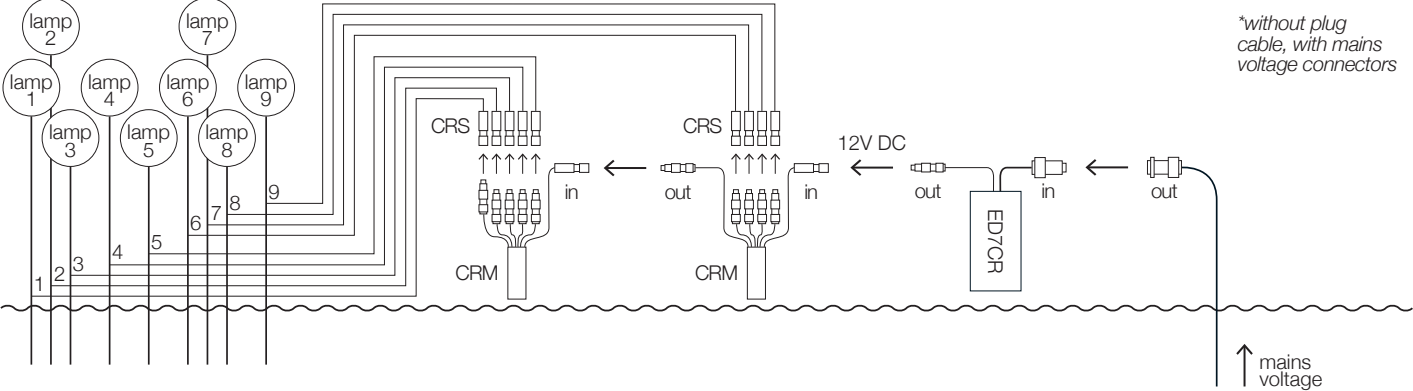 lamp
2
lamp
7
lamp
1
lamp
4
lamp
6
lamp
9
lamp
3
lamp
5
lamp
8
*without plug
cable, with mains
voltage connectors
CRS
CRS
12V DC
in
out
in
out
in
out
9
8
7
6
5
4
3
2
1
CRM
CRM
ED7CR
mains
voltage